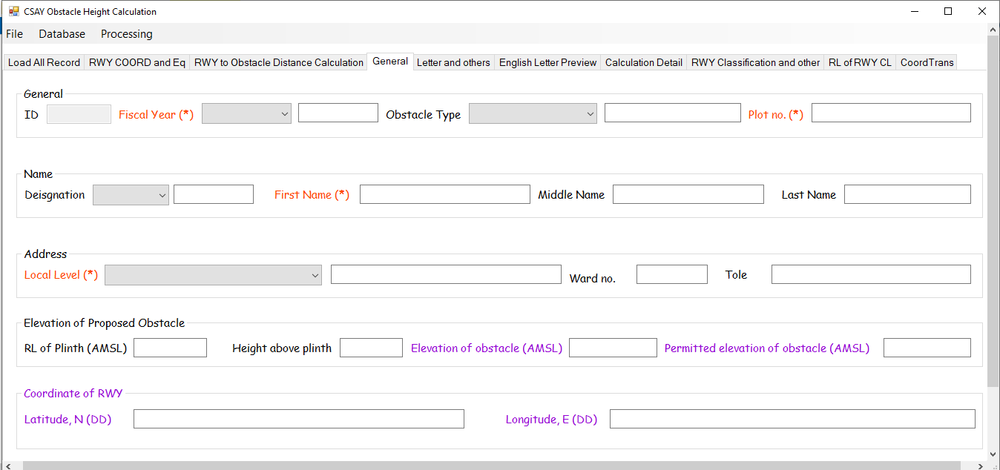 CSAY Obstacle Height Calculation
File Database Processing
Load All Record RWY COORD and Eq RWY to Obstacle Distance Calculation General Letter and others English Letter Preview Calculation Detail RWY Classification and other RL of RWY CL CoordTrans
General
ID Fiscal Year (*) Obstacle Type Plot no. (*)
Name
Deisgnation First Name (*) Middle Name Last Name
Address
Local Level (*) Ward no. Tole
Elevation of Proposed Obstacle
RL of Plinth (AMSL) Height above plinth Elevation of obstacle (AMSL) Permitted elevation of obstacle (AMSL)
Coordinate of RWY
Latitude, N (DD) Longitude, E (DD)